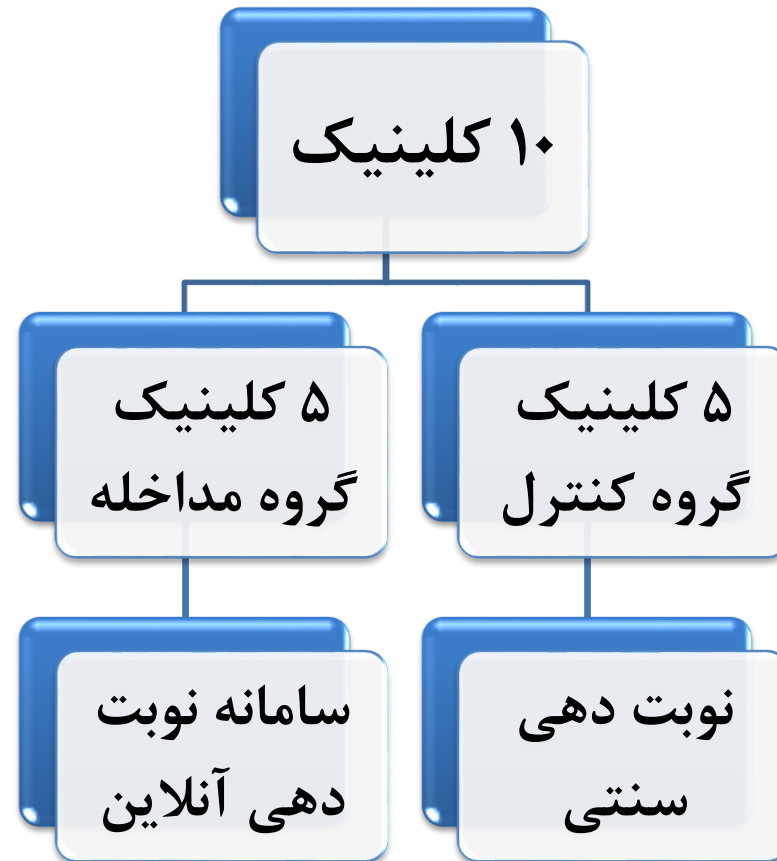 ۱۰ کلینیک
۵ کلینیک
گروه کنترل
۵ کلینیک
گروه مداخله
نوبت دهی
سنتی
سامانه نوبت
دهی آنلاین